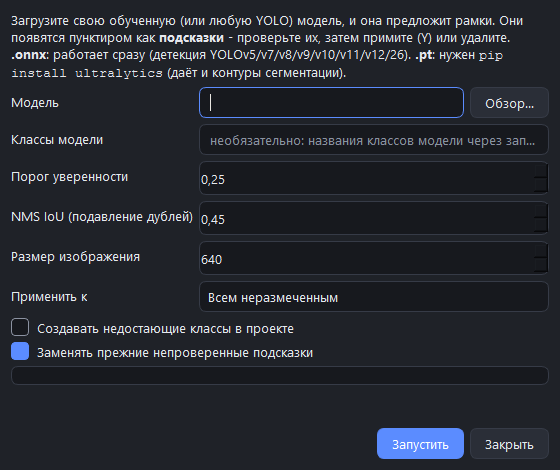 Загрузите свою обученную (или любую YOLO) модель, и она предложит рамки. Они
появятся пунктиром как подсказки - проверьте их, затем примите (Y) или удалите.
.onnx: работает сразу (детекция YOLOv5/v7/v8/v9/v10/v11/v12/26). .pt: нужен pip
install ultralytics (даёт и контуры сегментации).
Модель
Обзор...
Классы модели
необязательно: названия классов модели через зап...
Порог уверенности
0,25
NMS IoU (подавление дублей)
0,45
Размер изображения
640
Применить к
Всем неразмеченным
Создавать недостающие классы в проекте
Заменять прежние непроверенные подсказки
Запустить
Закрыть